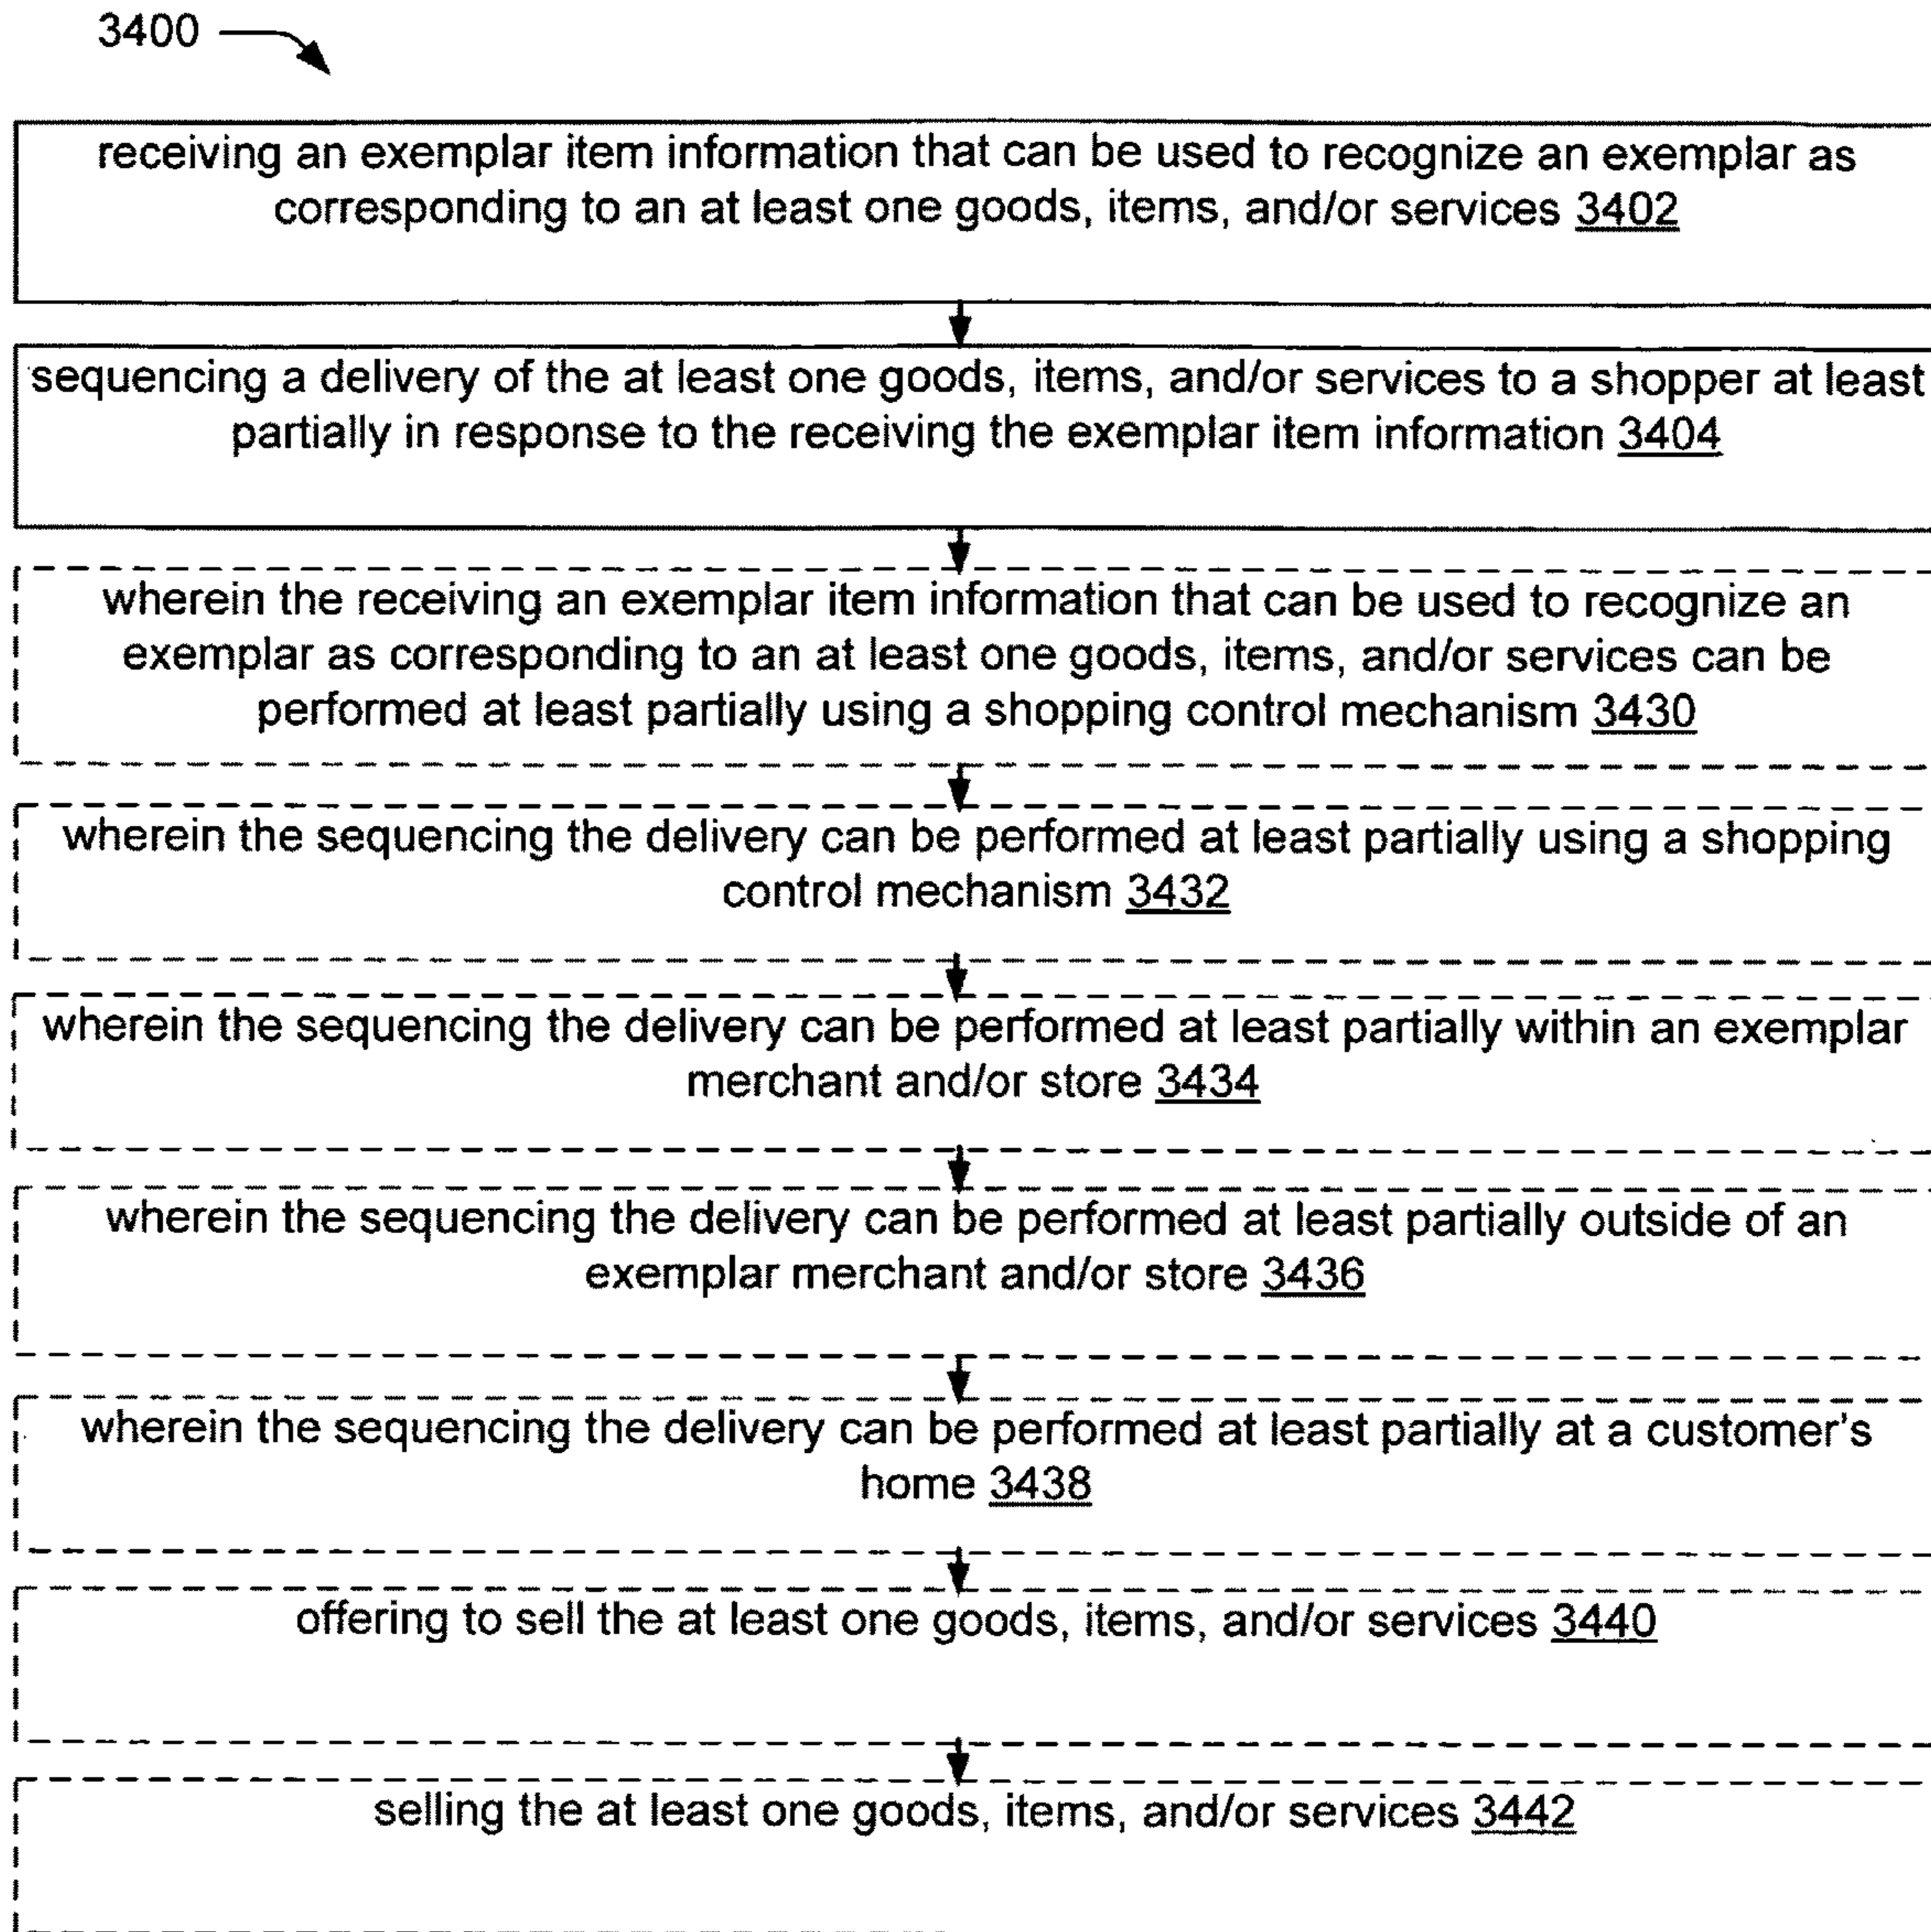 3400
receiving an exemplar item information that can be used to recognize an exemplar as
corresponding to an at least one goods, items, and/or services 3402
sequencing a delivery of the at least one goods, items, and/or services to a shopper at least
partially in response to the receiving the exemplar item information 3404
wherein the receiving an exemplar item information that can be used to recognize an
exemplar as corresponding to an at least one goods, items, and/or services can be
performed at least partially using a shopping control mechanism 3430
wherein the sequencing the delivery can be performed at least partially using a shopping
control mechanism 3432
wherein the sequencing the delivery can be performed at least partially within an exemplar
merchant and/or store 3434
wherein the sequencing the delivery can be performed at least partially outside of an
exemplar merchant and/or store 3436
wherein the sequencing the delivery can be performed at least partially at a customer's
home 3438
offering to sell the at least one goods, items, and/or services 3440
selling the at least one goods, items, and/or services 3442